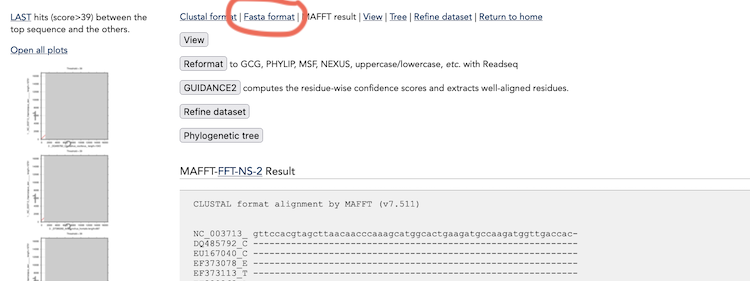 LAST hits (score>39) between the
top sequence and the others.
Open all plots
Clustal format | Fasta format | MAFFT result | View | Tree | Refine dataset | Return to home
View
Reformat to GCG, PHYLIP, MSF, NEXUS, uppercase/lowercase, etc. with Readseq
GUIDANCE2 computes the residue-wise confidence scores and extracts well-aligned residues.
Refine dataset
Phylogenetic tree
MAFFT-FFT-NS-2 Result
CLUSTAL format alignment by MAFFT (v7.511)
NC_003713_ gttccacgtagcttaacaacccaaagcatggcactgaagatgccaagatggttgaccac-
DQ485792_C ------------------------------------------------------------
EU167040_C ------------------------------------------------------------
EF373078_E ------------------------------------------------------------
EF373113_T ------------------------------------------------------------